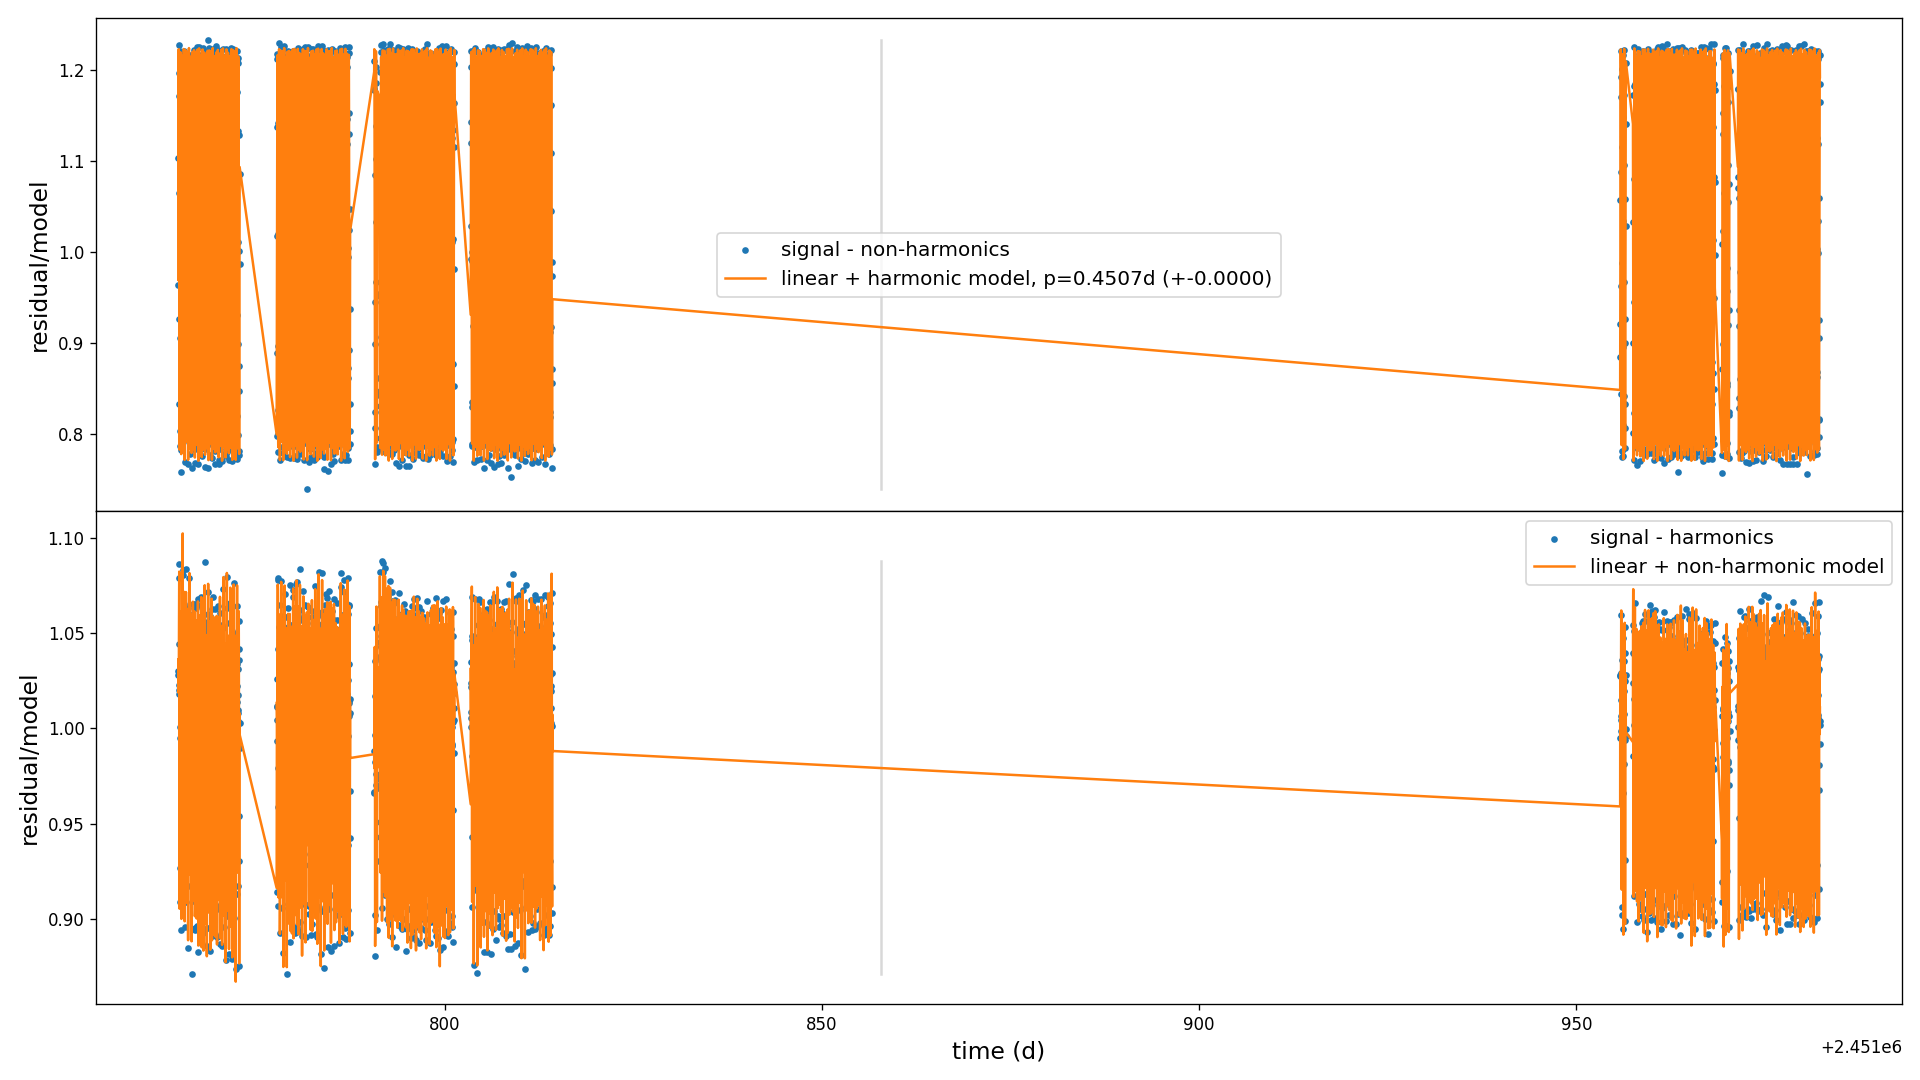 1.2
1.1
1.0
0.9
0.8
residual/model
signal - non-harmonics
linear + harmonic model, p=0.4507d (+-0.0000)
1.10
1.05
1.00
0.95
0.90
residual/model
signal - harmonics
linear + non-harmonic model
800
850
900
950
time (d)
+2.451e6